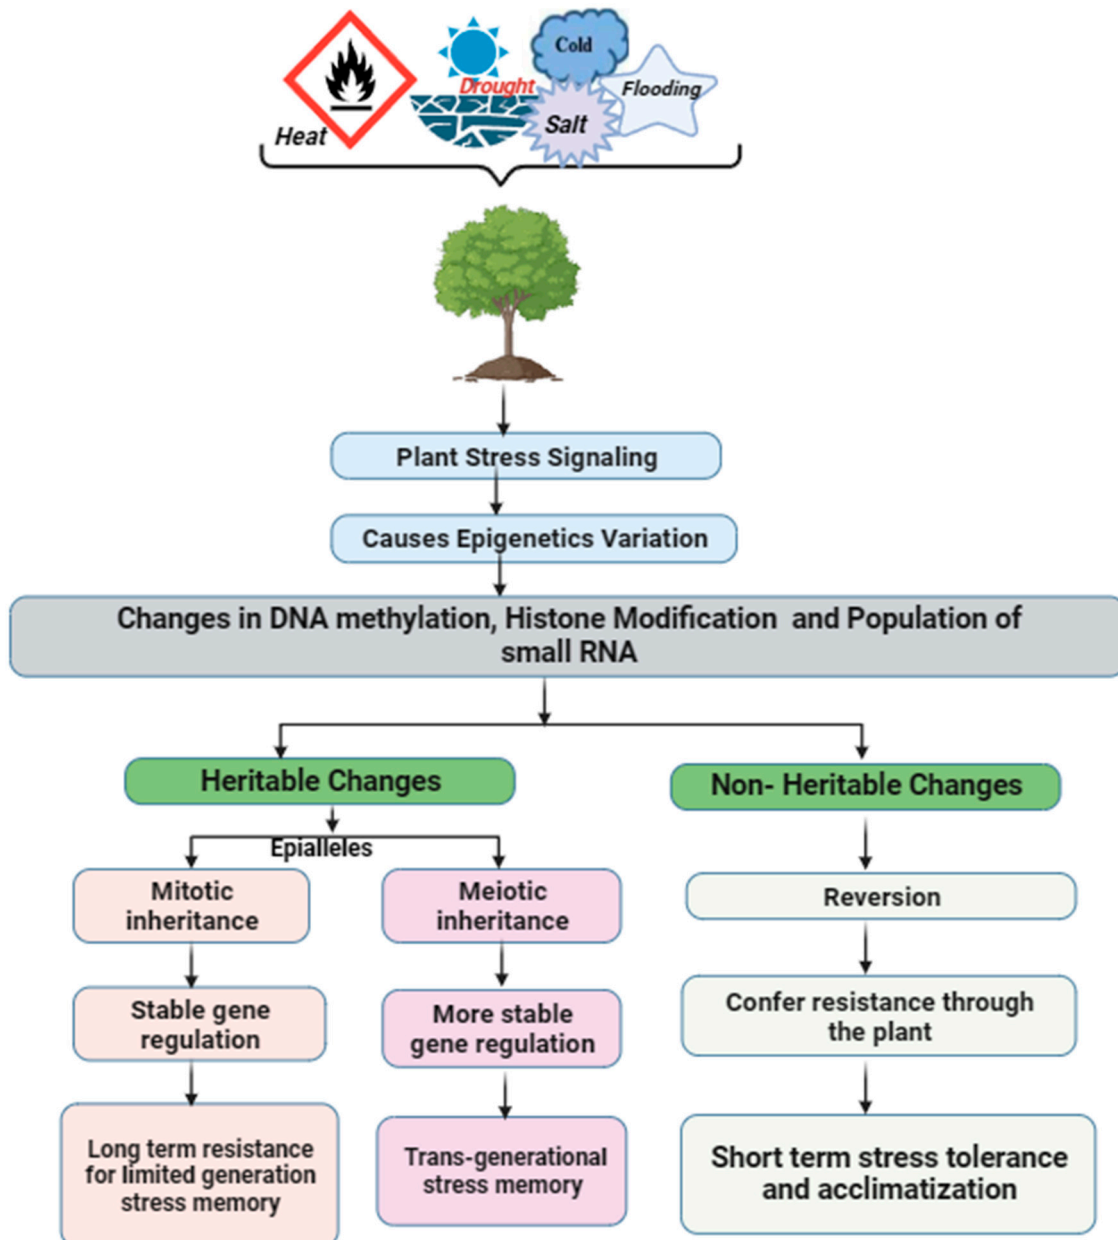 Cold
Drought
Flooding
Heat
Salt
Plant Stress Signaling
Causes Epigenetics Variation
Changes in DNA methylation, Histone Modification and Population of
small RNA
Heritable Changes
Non- Heritable Changes
Epialleles
Mitotic
inheritance
Meiotic
inheritance
Reversion
Stable gene
regulation
More stable
gene regulation
Confer resistance through
the plant
Long term resistance
for limited generation
stress memory
Trans-generational
stress memory
Short term stress tolerance
and acclimatization